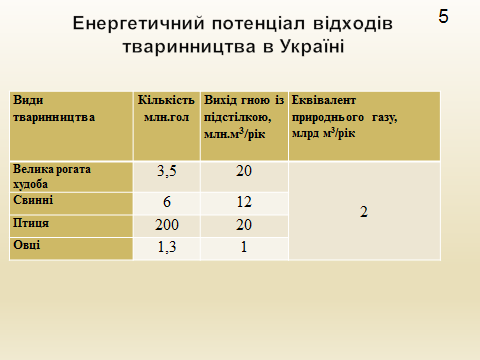 5
Енергетичний потенціал відходів
тваринництва в Україні
Види тваринництва
Кількість млн.гол
Вихід гною із підстілкою, млн.м³/рік
Еквівалент природнього газу, млрд м³/рік
Велика рогата худоба
3,5
20
2
Свинні
6
12
Птиця
200
20
Овці
1,3
1